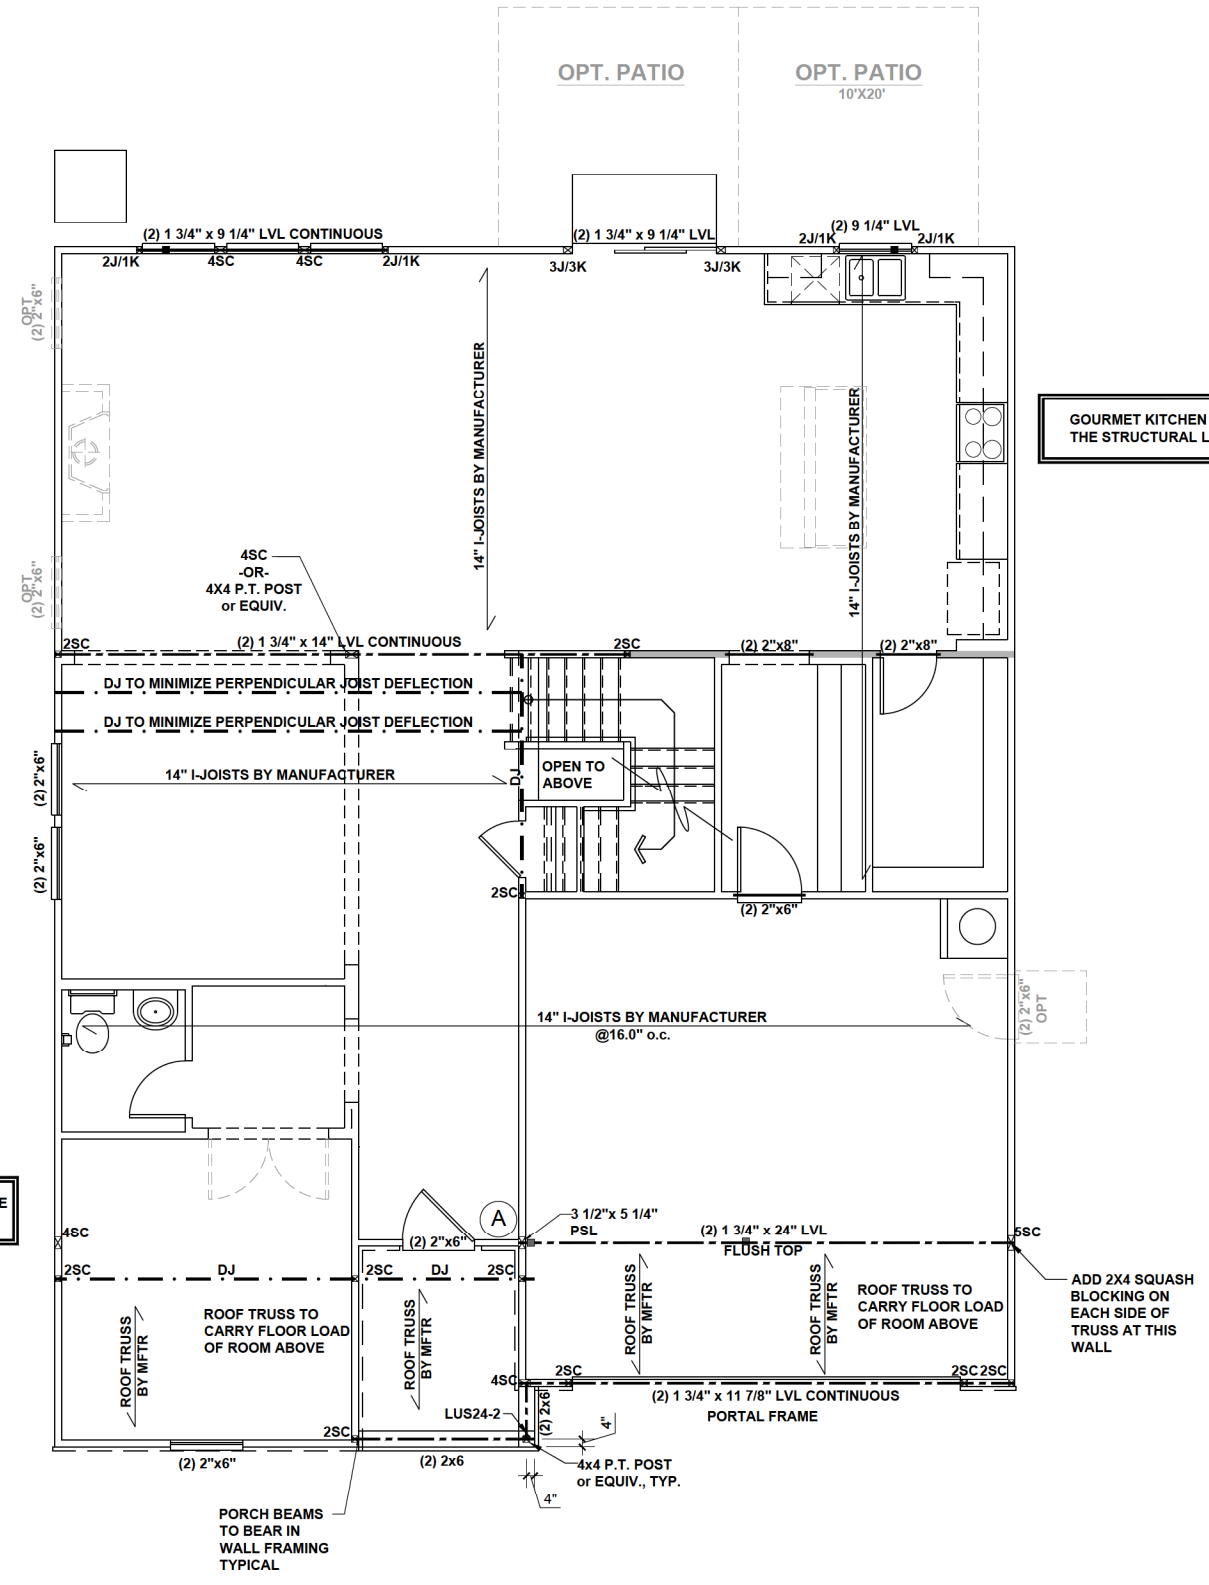 OPT. PATIO
OPT. PATIO
10'X20'
(2) 1 3/4" x 9 1/4" LVL CONTINUOUS
(2) 1 3/4" x 9 1/4" LVL
(2) 9 1/4" LVL
2J/1K
4SC
4SC
2J/1K
3J/3K
3J/3K
2J/1K
2J/1K
OPT
(2) 2"x6"
14" I-JOISTS BY MANUFACTURER
14" I-JOISTS BY MANUFACTURER
GOURMET KITCHEN
THE STRUCTURAL L
OPT
(2) 2"x6"
4SC
-OR-
4X4 P.T. POST
or EQUIV.
2SC
(2) 1 3/4" x 14" LVL CONTINUOUS
2SC
(2) 2"x8"
(2) 2"x8"
DJ TO MINIMIZE PERPENDICULAR JOIST DEFLECTION
DJ TO MINIMIZE PERPENDICULAR JOIST DEFLECTION
(2) 2"x6"
14" I-JOISTS BY MANUFACTURER
DJ
OPEN TO
ABOVE
(2) 2"x6"
2SC
(2) 2"x6"
14" I-JOISTS BY MANUFACTURER
@16.0" o.c.
(2) 2"x6"
OPT
E
4SC
A
3 1/2"x 5 1/4"
PSL
(2) 2"x6"
(2) 1 3/4" x 24" LVL
FLUSH TOP
5SC
2SC
DJ
2SC
DJ
2SC
ADD 2X4 SQUASH
BLOCKING ON
EACH SIDE OF
TRUSS AT THIS
WALL
ROOF TRUSS
BY MFTR
ROOF TRUSS TO
CARRY FLOOR LOAD
OF ROOM ABOVE
ROOF TRUSS
BY MFTR
ROOF TRUSS
BY MFTR
ROOF TRUSS
BY MFTR
ROOF TRUSS TO
CARRY FLOOR LOAD
OF ROOM ABOVE
4SC
2SC
2SC
2SC
(2) 1 3/4" x 11 7/8" LVL CONTINUOUS
PORTAL FRAME
LUS24-2
(2) 2x6
4"
2SC
(2) 2"x6"
(2) 2x6
4x4 P.T. POST
or EQUIV., TYP.
4"
PORCH BEAMS
TO BEAR IN
WALL FRAMING
TYPICAL